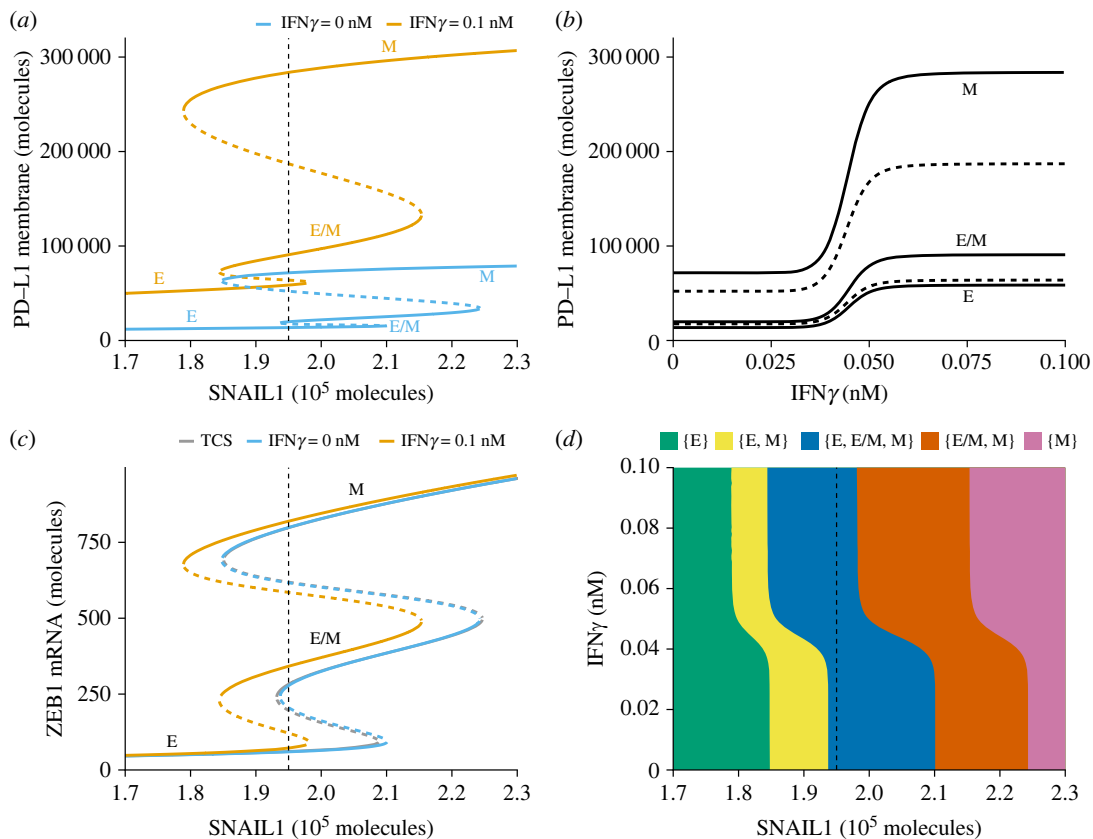 (a)
IFNγ = 0 nM IFNγ = 0.1 nM
PD–L1 membrane (molecules)
300 000
200 000
100 000
0
M
E/M
E
M
E
E/M
1.7 1.8 1.9 2.0 2.1 2.2 2.3
SNAIL1 (10⁵ molecules)
(b)
PD–L1 membrane (molecules)
300 000
200 000
100 000
0
M
E/M
E
0 0.025 0.050 0.075 0.100
IFNγ (nM)
(c)
TCS IFNγ = 0 nM IFNγ = 0.1 nM
ZEB1 mRNA (molecules)
750
500
250
0
M
E/M
E
1.7 1.8 1.9 2.0 2.1 2.2 2.3
SNAIL1 (10⁵ molecules)
(d)
{E} {E, M} {E, E/M, M} {E/M, M} {M}
IFNγ (nM)
0.10
0.08
0.06
0.04
0.02
0
1.7 1.8 1.9 2.0 2.1 2.2 2.3
SNAIL1 (10⁵ molecules)